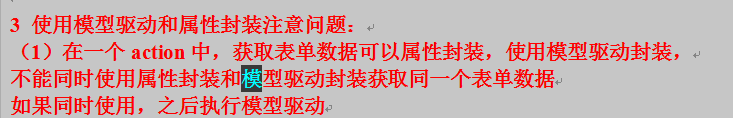 3 使用模型驱动和属性封装注意问题：
（1）在一个 action 中，获取表单数据可以属性封装，使用模型驱动封装，
不能同时使用属性封装和模型驱动封装获取同一个表单数据
如果同时使用，之后执行模型驱动